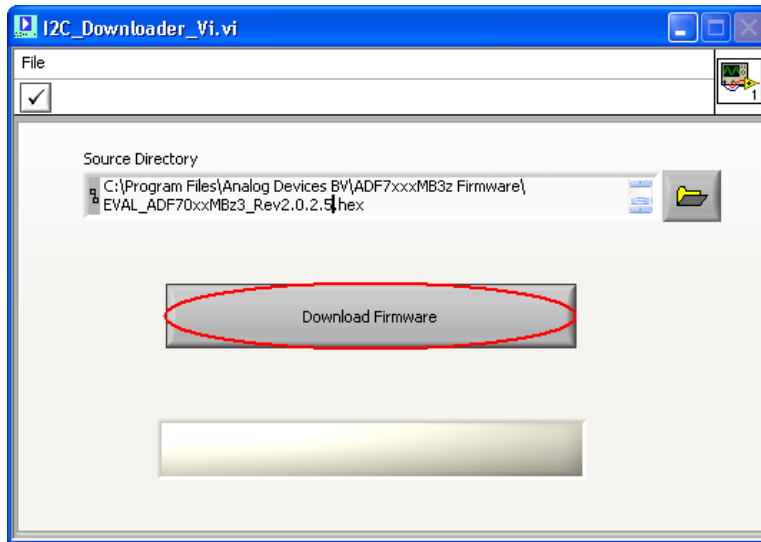 I2C_Downloader_Vi.vi
File
1
Source Directory
C:\Program Files\Analog Devices BV\ADF7xxxMB3z Firmware\
EVAL_ADF70xxMBz3_Rev2.0.2.5.hex
Download Firmware